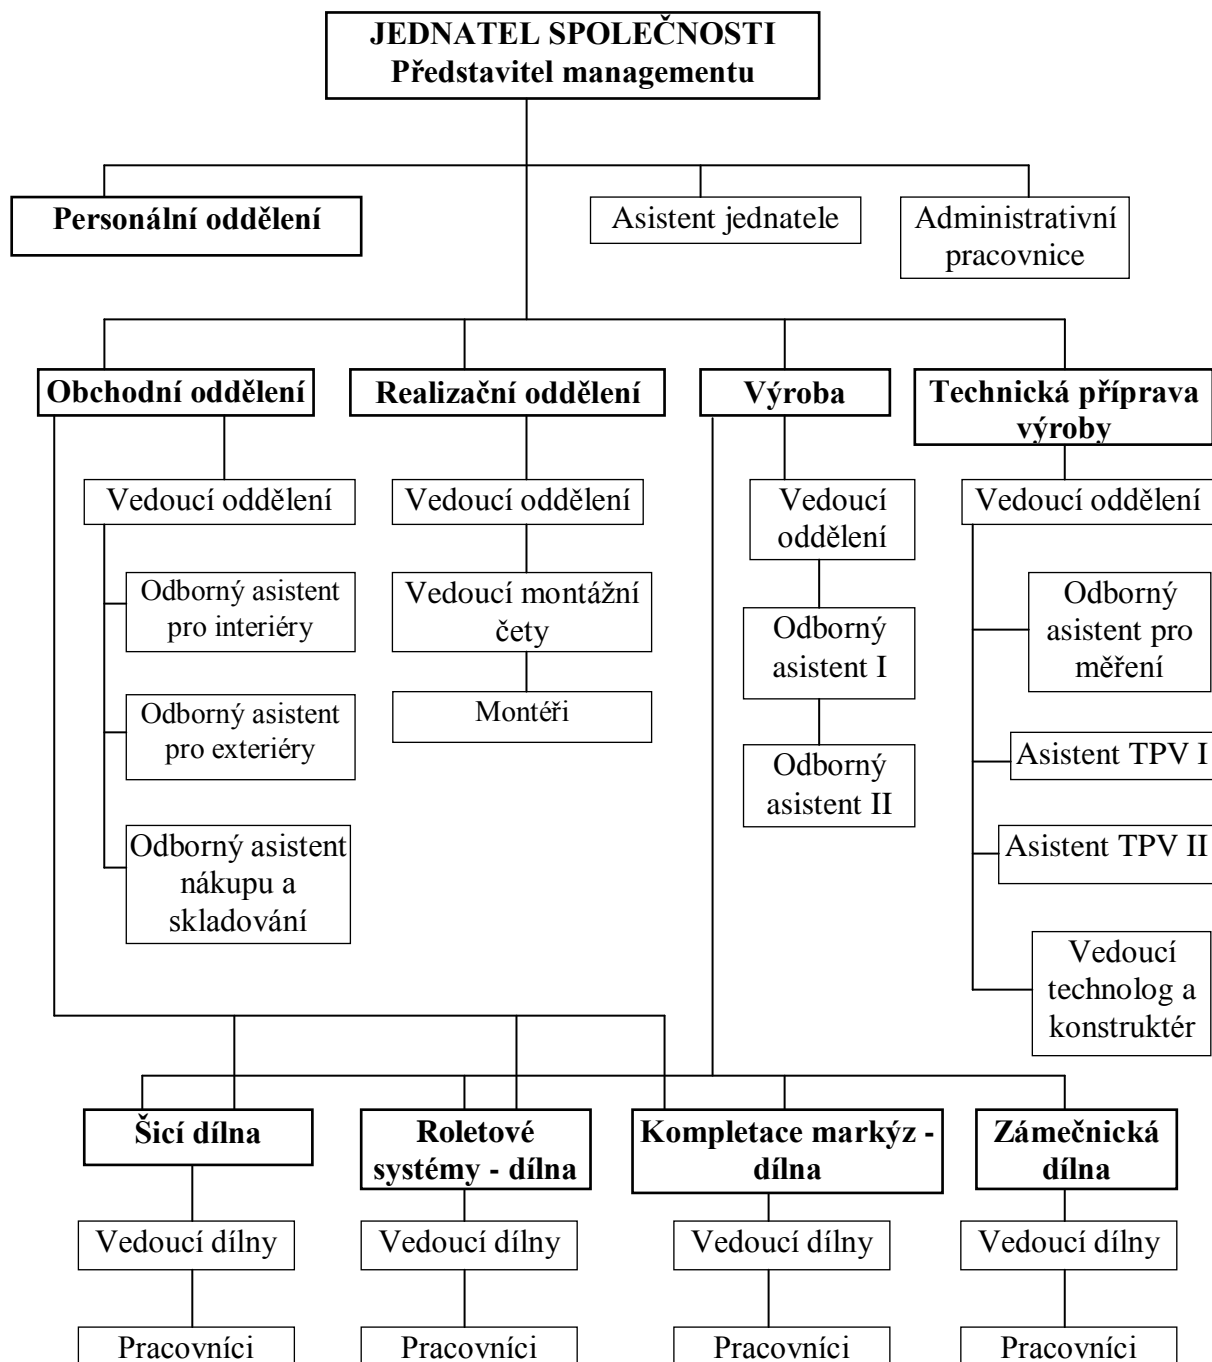 JEDNATEL SPOLEČNOSTI
Představitel managementu
Personální oddělení
Asistent jednatele
Administrativní
pracovnice
Obchodní oddělení
Realizační oddělení
Výroba
Technická příprava
výroby
Vedoucí oddělení
Vedoucí oddělení
Vedoucí
oddělení
Vedoucí oddělení
Odborný asistent
pro interiéry
Vedoucí montážní
čety
Odborný
asistent I
Odborný
asistent pro
měření
Odborný asistent
pro exteriéry
Montéři
Odborný
asistent II
Asistent TPV I
Odborný asistent
nákupu a
skladování
Asistent TPV II
Vedoucí
technolog a
konstruktér
Šicí dílna
Roletové
systémy - dílna
Kompletace markýz -
dílna
Zámečnická
dílna
Vedoucí dílny
Vedoucí dílny
Vedoucí dílny
Vedoucí dílny
Pracovníci
Pracovníci
Pracovníci
Pracovníci